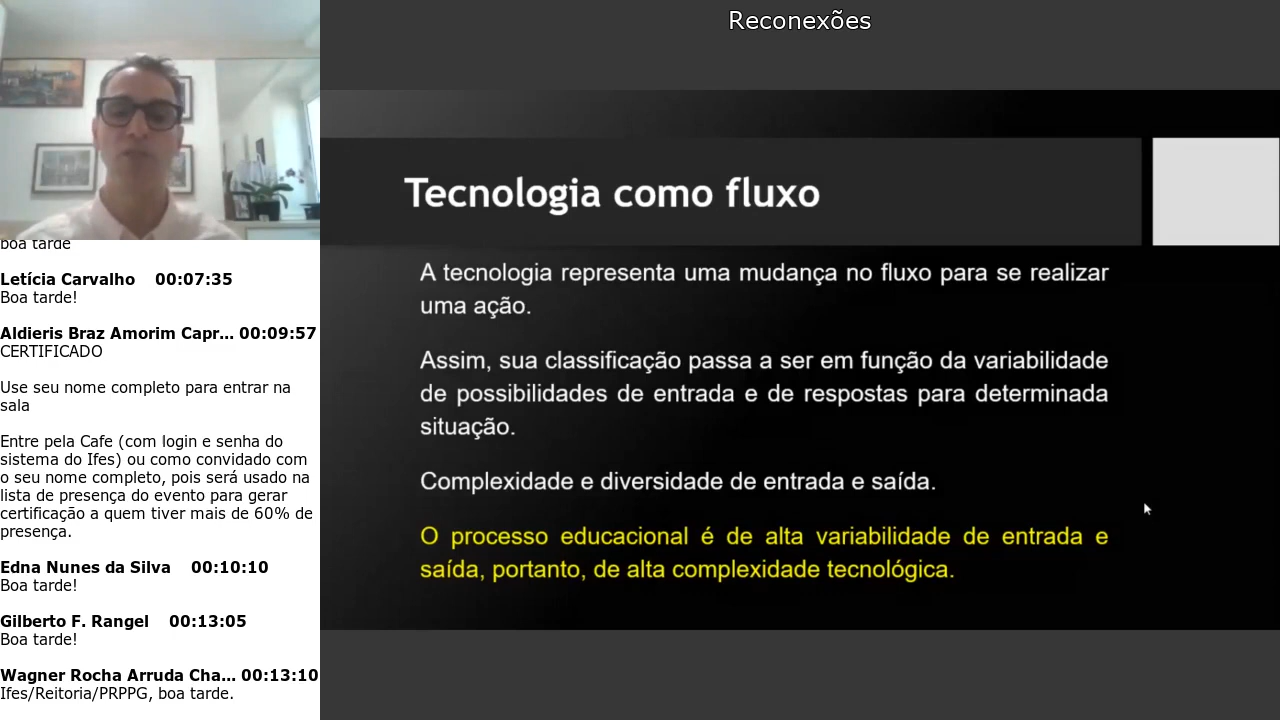 Reconexões
boa tarde
Letícia Carvalho 00:07:35
Boa tarde!
Aldieris Braz Amorim Capr... 00:09:57
CERTIFICADO
Use seu nome completo para entrar na
sala
Entre pela Cafe (com login e senha do
sistema do Ifes) ou como convidado com
o seu nome completo, pois será usado na
lista de presença do evento para gerar
certificação a quem tiver mais de 60% de
presença.
Edna Nunes da Silva 00:10:10
Boa tarde!
Gilberto F. Rangel 00:13:05
Boa tarde!
Wagner Rocha Arruda Cha... 00:13:10
Ifes/Reitoria/PRPPG, boa tarde.
Tecnologia como fluxo
A tecnologia representa uma mudança no fluxo para se realizar
uma ação.
Assim, sua classificação passa a ser em função da variabilidade
de possibilidades de entrada e de respostas para determinada
situação.
Complexidade e diversidade de entrada e saída.
O processo educacional é de alta variabilidade de entrada e
saída, portanto, de alta complexidade tecnológica.